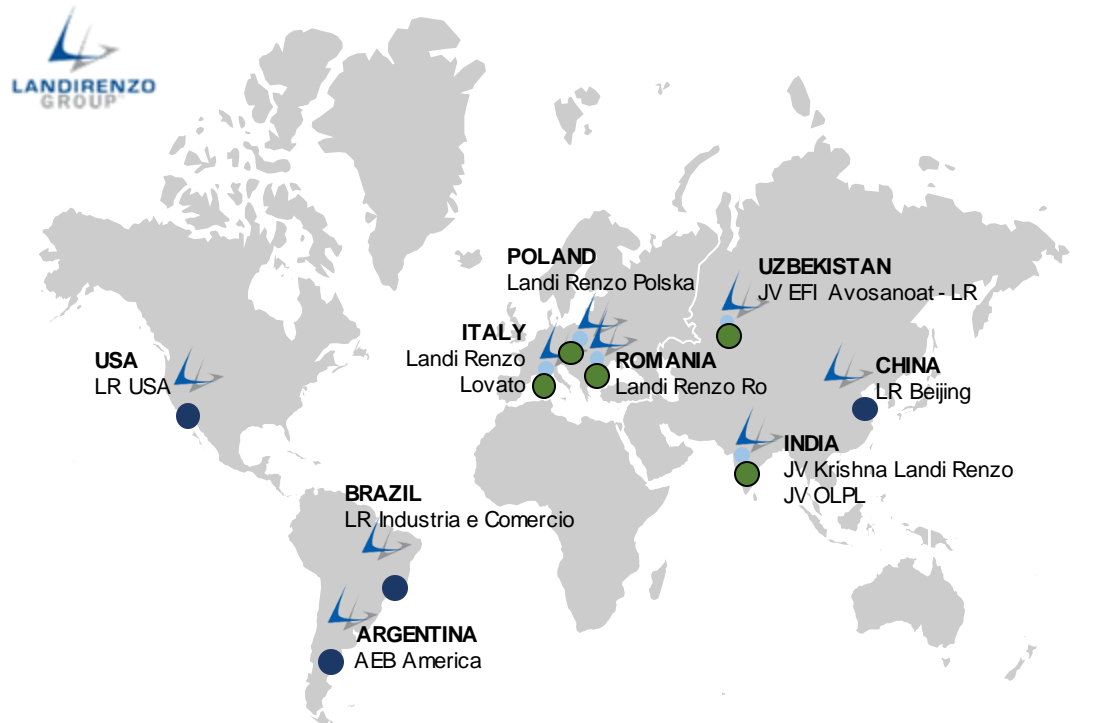 LANDIRENZO
GROUP
POLAND
Landi Renzo Polska
UZBEKISTAN
JV EFI Avosanoat - LR
ITALY
Landi Renzo
Lovato
ROMANIA
Landi Renzo Ro
USA
LR USA
CHINA
LR Beijing
INDIA
JV Krishna Landi Renzo
JV OLPL
BRAZIL
LR Industria e Comercio
ARGENTINA
AEB America